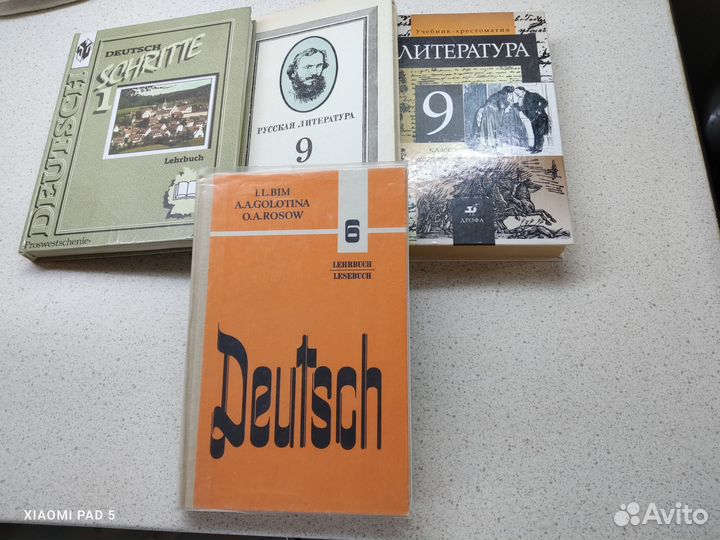 DEUTSCH
DEUTSCH
SCHRITTE
1
Lehrbuch
Proswestschenie-
РУССКАЯ ЛИТЕРАТУРА
9
Учебник-хрестоматия
ЛИТЕРАТУРА
9
КЛАСС
ДРОФА
I.L.BIM
A.A.GOLOTINA
O.A.ROSOW
6
LEHRBUCH
LESEBUCH
Deutsch
XIAOMI PAD 5
Avito